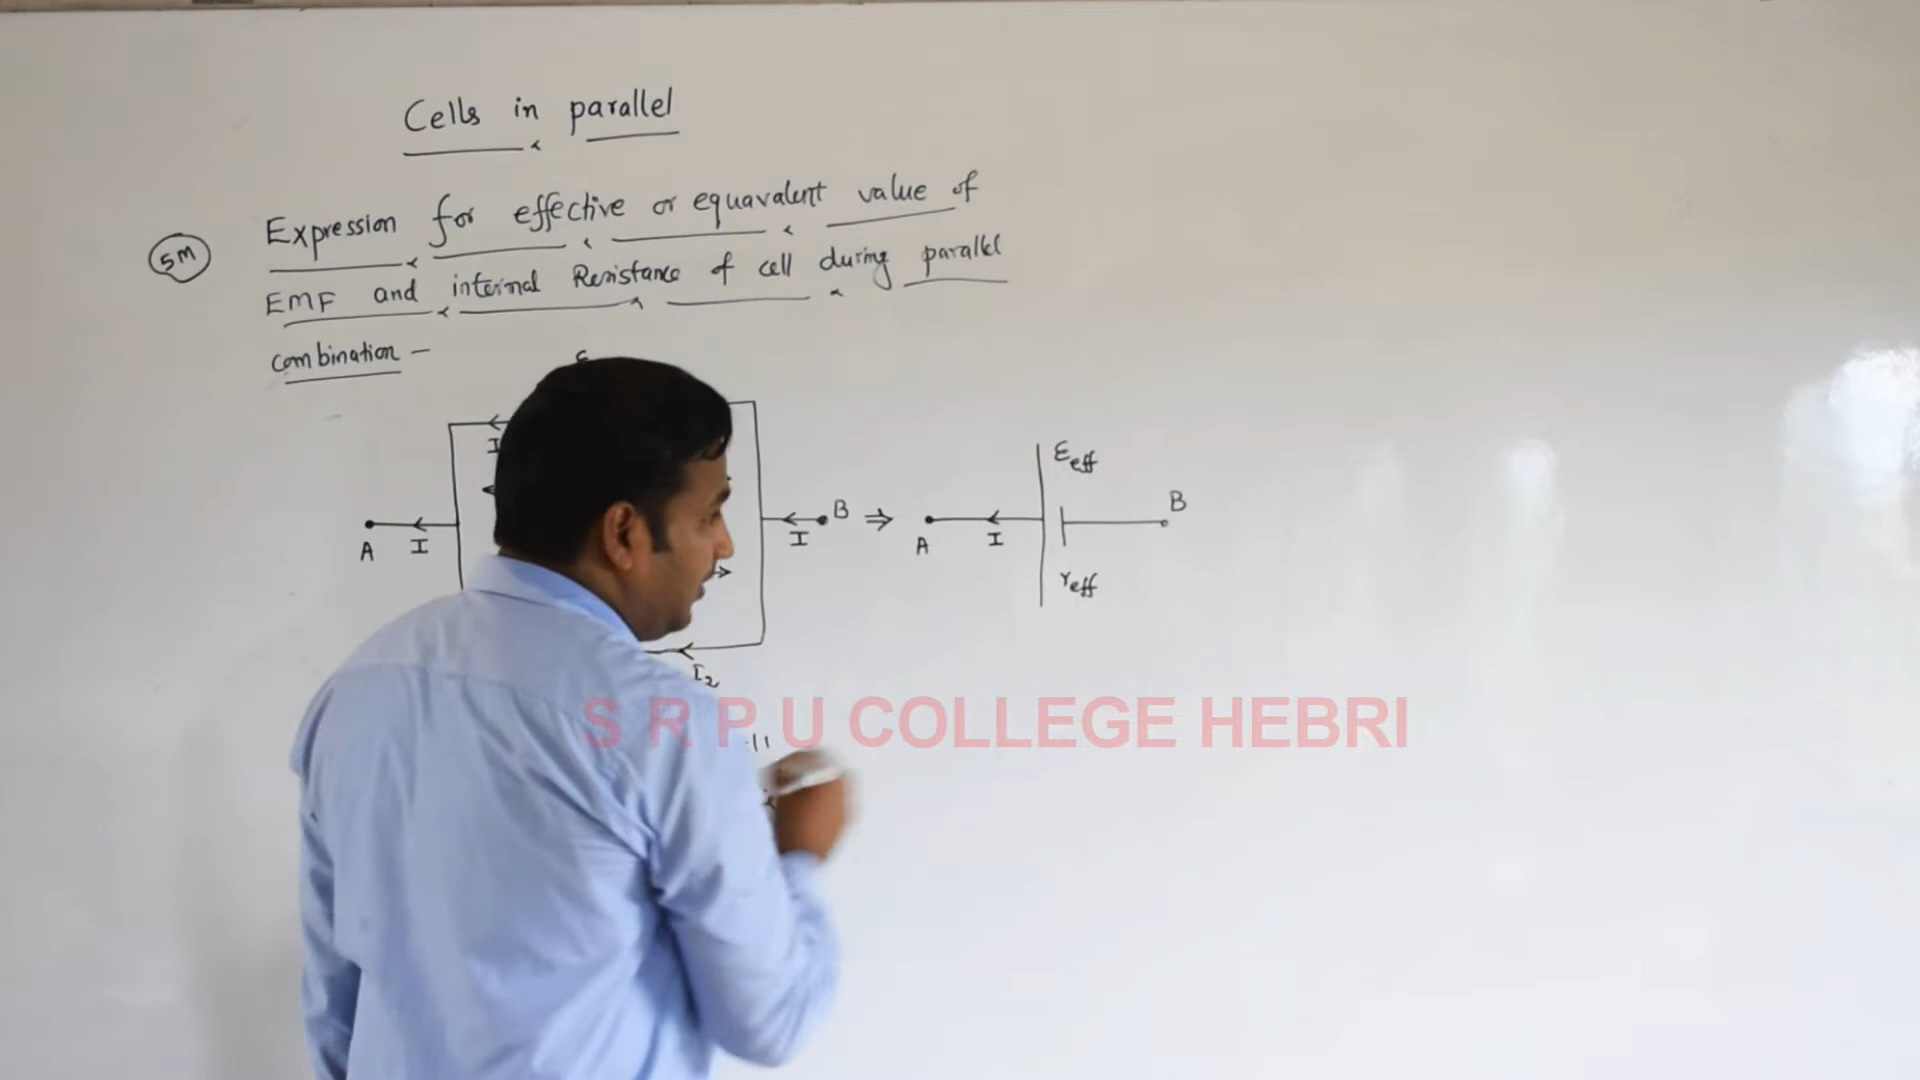 Cells in parallel
5M
Expression for effective or equavalent value of
EMF and internal Resistance of cell during parallel
combination -
ε
I
A
I
B
I
I2
⇒
A
I
εeff
reff
B
S R P U COLLEGE HEBRI